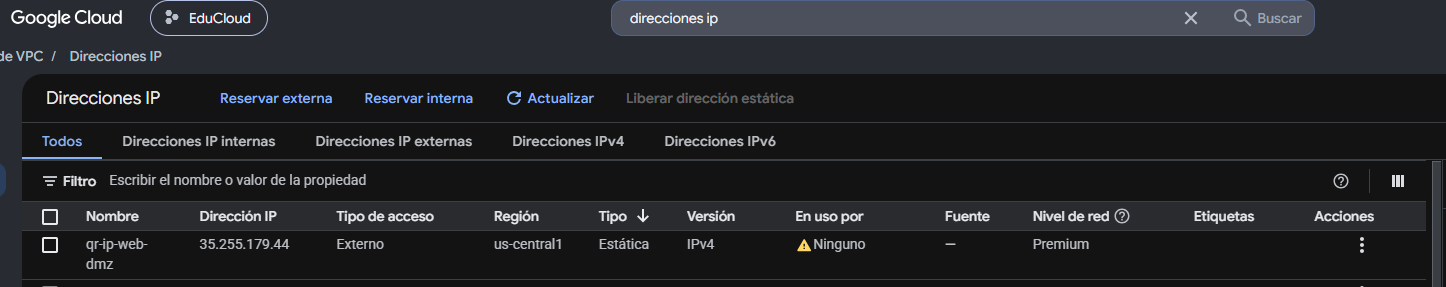 Google Cloud EduCloud direcciones ip Buscar
de VPC / Direcciones IP
Direcciones IP Reservar externa Reservar interna Actualizar Liberar dirección estática
Todos Direcciones IP internas Direcciones IP externas Direcciones IPv4 Direcciones IPv6
Filtro Escribir el nombre o valor de la propiedad
Nombre Dirección IP Tipo de acceso Región Tipo Versión En uso por Fuente Nivel de red Etiquetas Acciones
qr-ip-web- 35.255.179.44 Externo us-central1 Estática IPv4 Ninguno — Premium
dmz